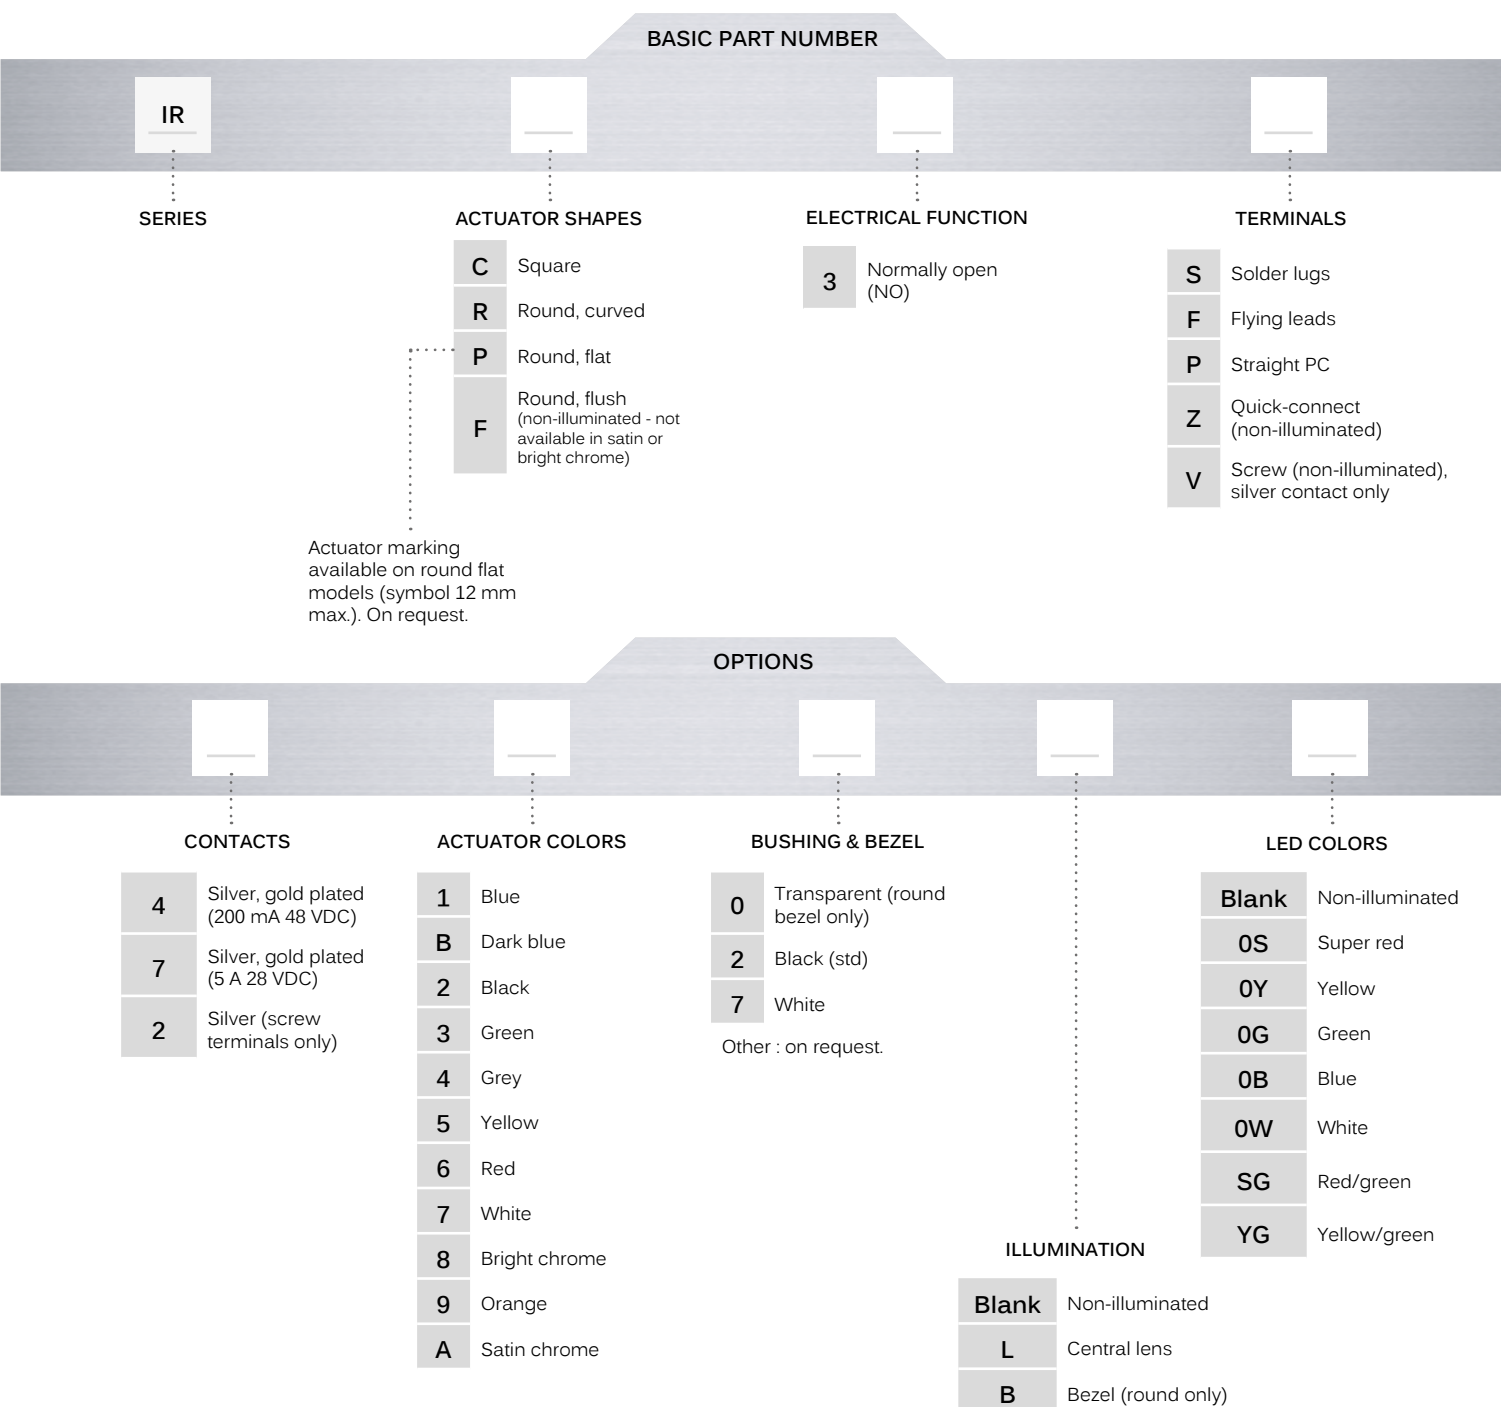 BASIC PART NUMBER
IR
SERIES
ACTUATOR SHAPES
C Square
R Round, curved
P Round, flat
F Round, flush
(non-illuminated - not
available in satin or
bright chrome)
Actuator marking
available on round flat
models (symbol 12 mm
max.). On request.
ELECTRICAL FUNCTION
3 Normally open
(NO)
TERMINALS
S Solder lugs
F Flying leads
P Straight PC
Z Quick-connect
(non-illuminated)
V Screw (non-illuminated),
silver contact only
OPTIONS
CONTACTS
4 Silver, gold plated
(200 mA 48 VDC)
7 Silver, gold plated
(5 A 28 VDC)
2 Silver (screw
terminals only)
ACTUATOR COLORS
1 Blue
B Dark blue
2 Black
3 Green
4 Grey
5 Yellow
6 Red
7 White
8 Bright chrome
9 Orange
A Satin chrome
BUSHING & BEZEL
0 Transparent (round
bezel only)
2 Black (std)
7 White
Other : on request.
ILLUMINATION
Blank Non-illuminated
L Central lens
B Bezel (round only)
LED COLORS
Blank Non-illuminated
0S Super red
0Y Yellow
0G Green
0B Blue
0W White
SG Red/green
YG Yellow/green